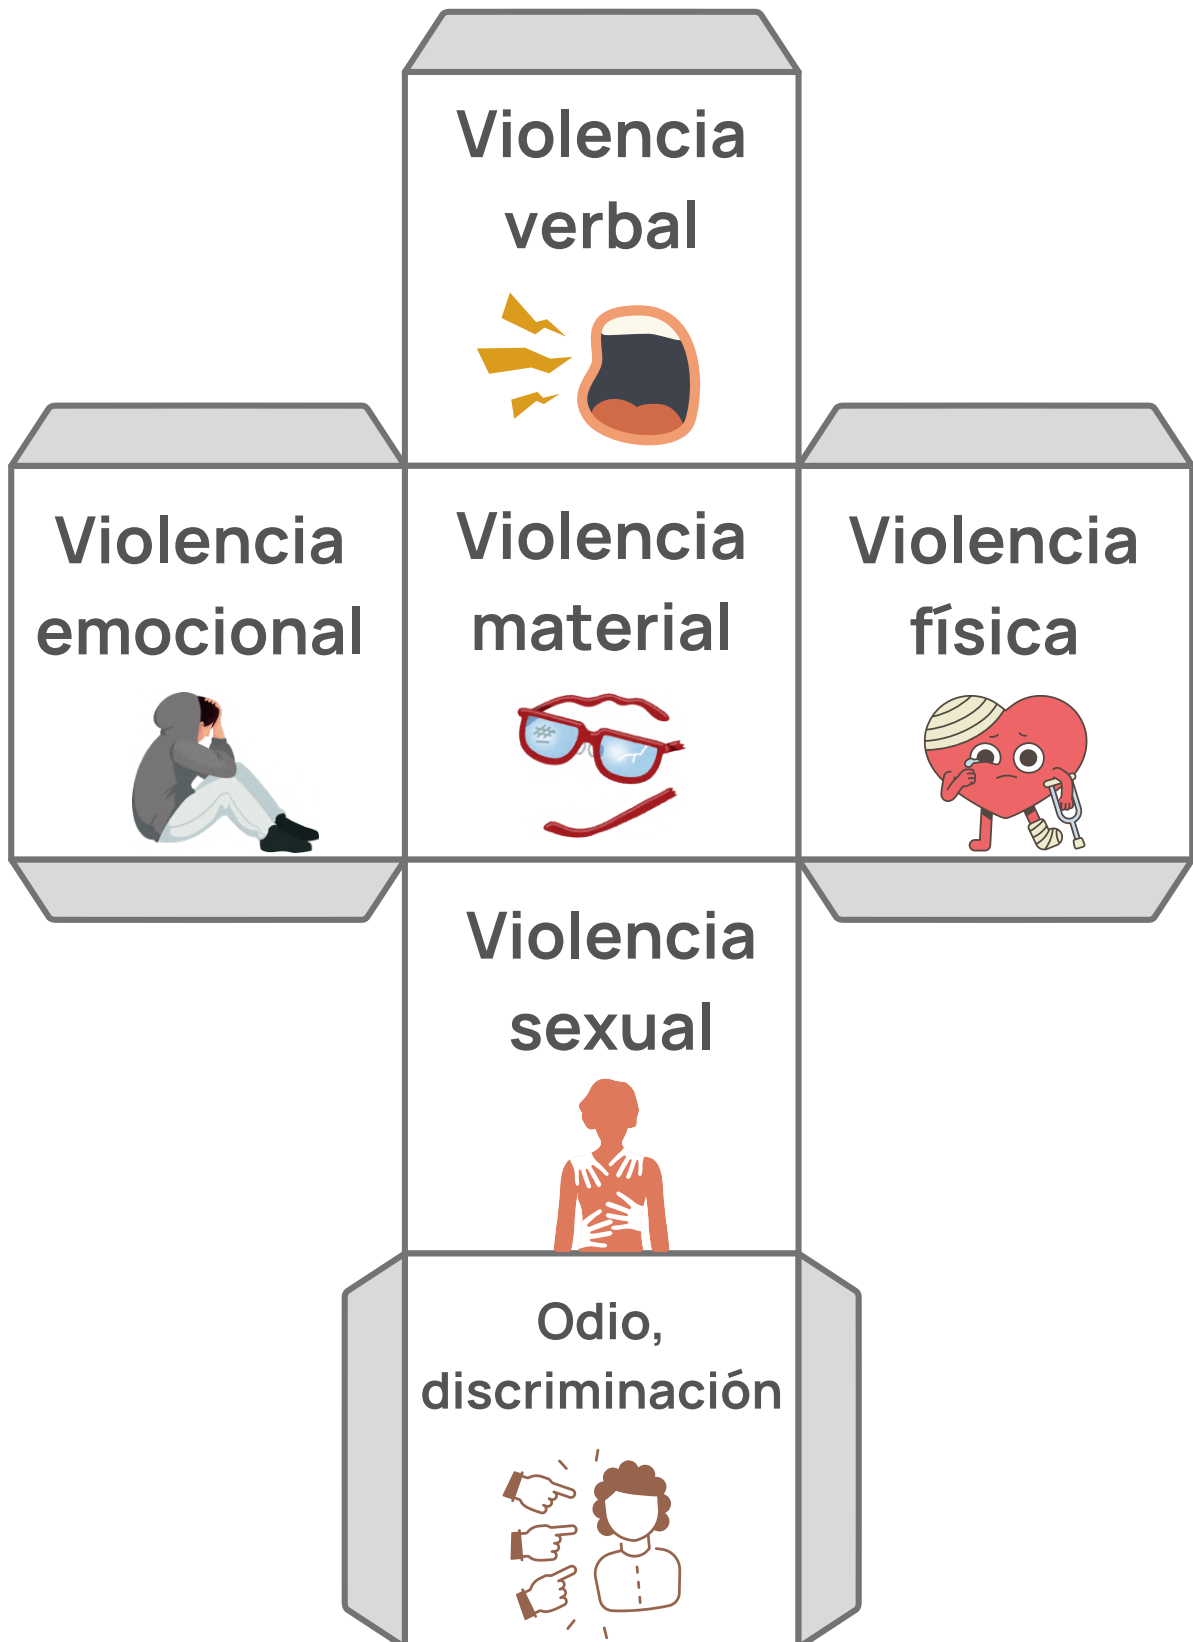 Violencia
verbal
Violencia
emocional
Violencia
material
Violencia
física
Violencia
sexual
Odio,
discriminación